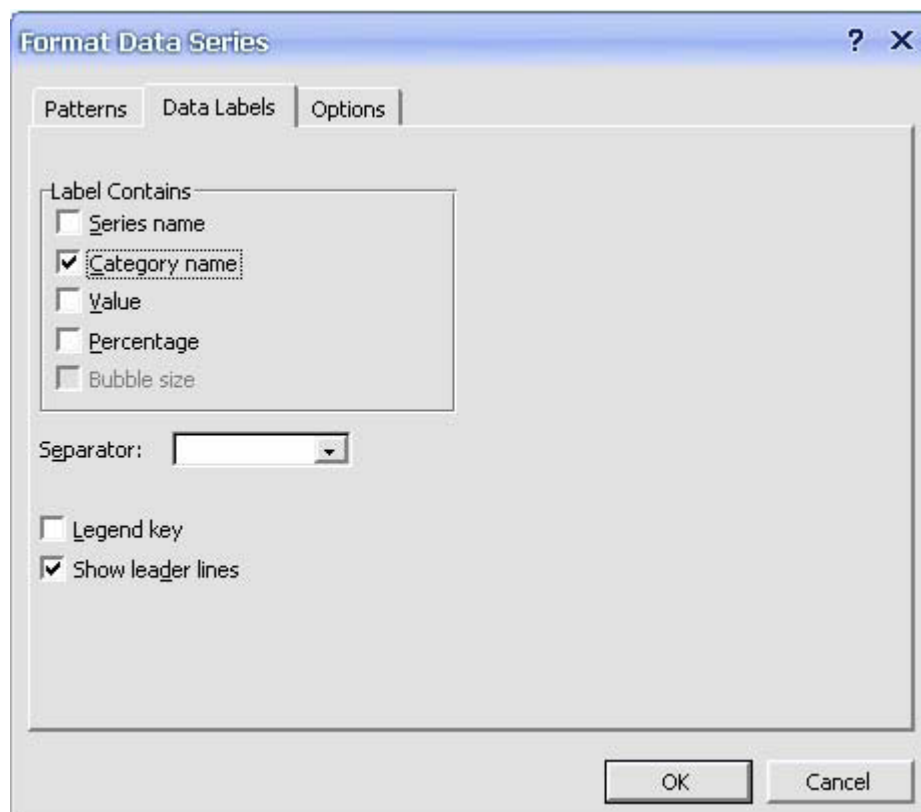 Format Data Series ? X
Patterns Data Labels Options
Label Contains
Series name
Category name
Value
Percentage
Bubble size
Separator:
Legend key
Show leader lines
OK Cancel